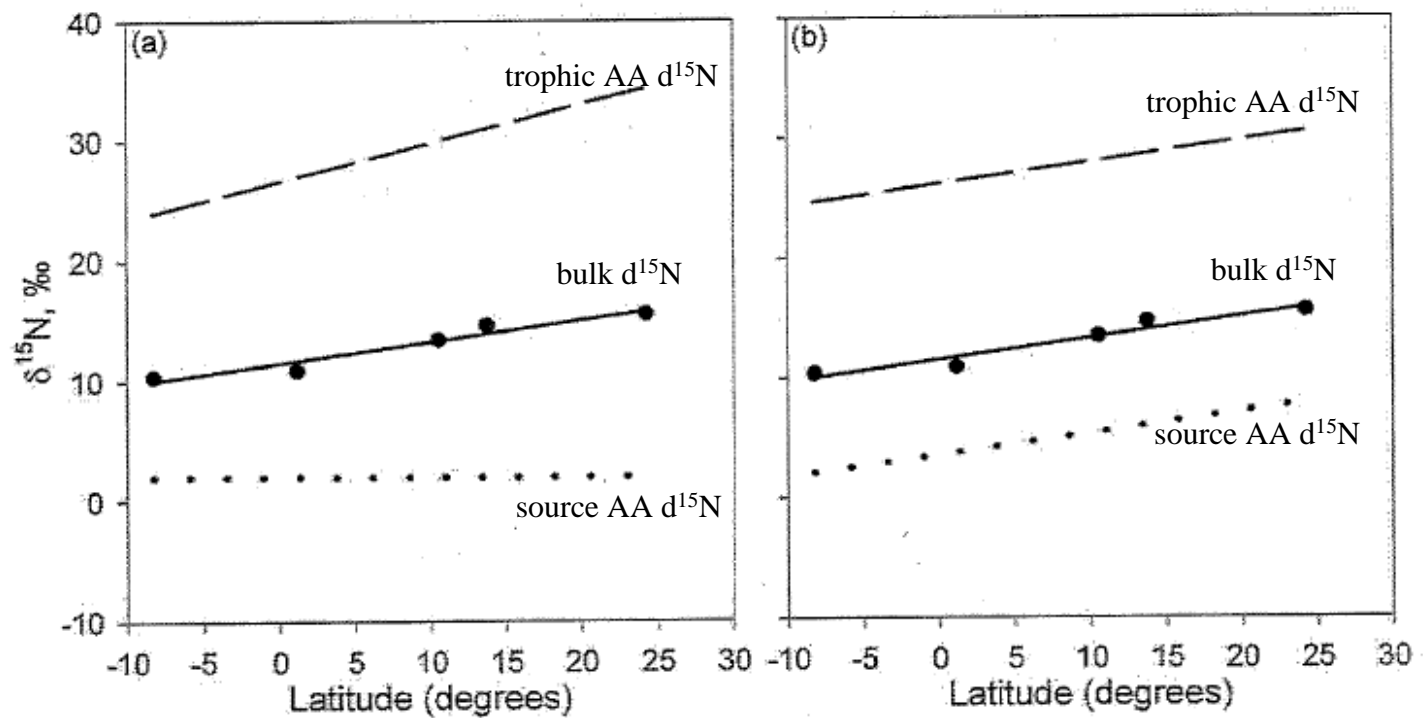 (a)
trophic AA d¹⁵N
bulk d¹⁵N
source AA d¹⁵N
δ¹⁵N, ‰
40
30
20
10
0
-10
-10 -5 0 5 10 15 20 25 30
Latitude (degrees)
(b)
trophic AA d¹⁵N
bulk d¹⁵N
source AA d¹⁵N
-10 -5 0 5 10 15 20 25 30
Latitude (degrees)